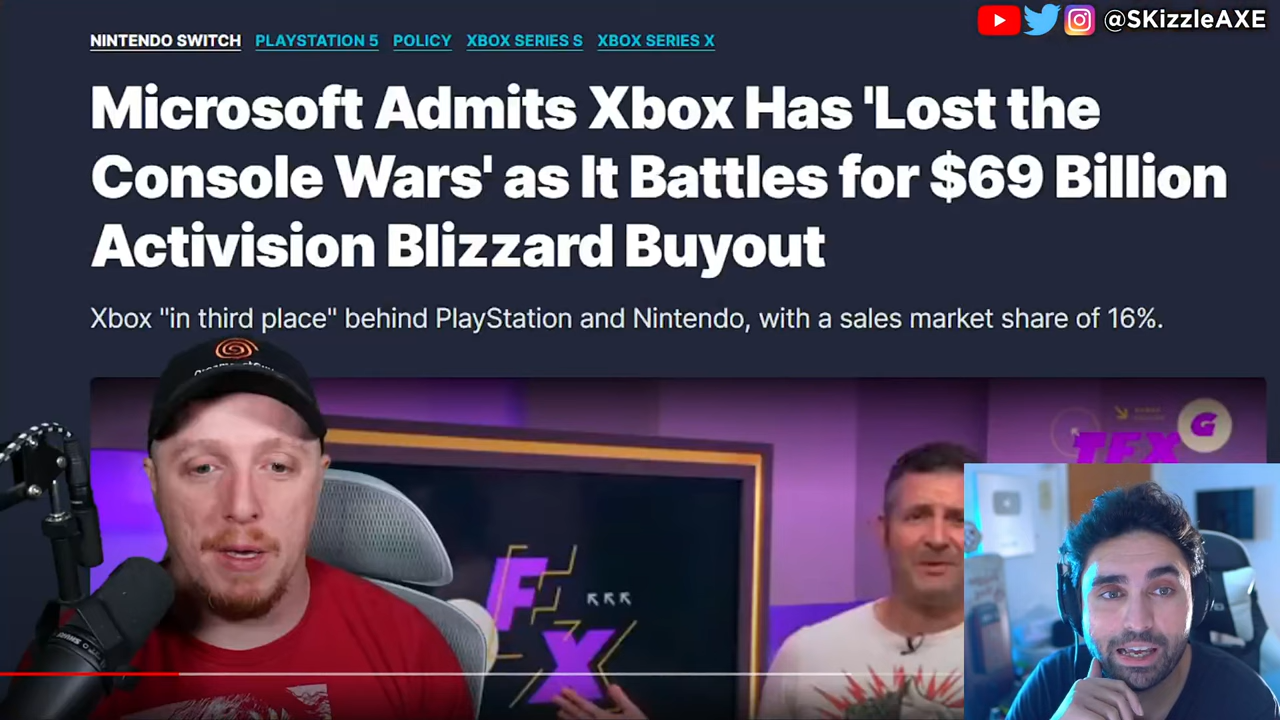 @SKizzleAXE
NINTENDO SWITCH PLAYSTATION 5 POLICY XBOX SERIES S XBOX SERIES X
Microsoft Admits Xbox Has 'Lost the
Console Wars' as It Battles for $69 Billion
Activision Blizzard Buyout
Xbox "in third place" behind PlayStation and Nintendo, with a sales market share of 16%.
G
TFX
F
X